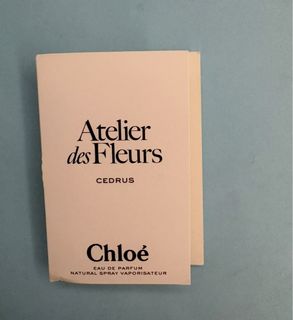 Atelier
des Fleurs
CEDRUS
Chloé
EAU DE PARFUM
NATURAL SPRAY VAPORISATEUR